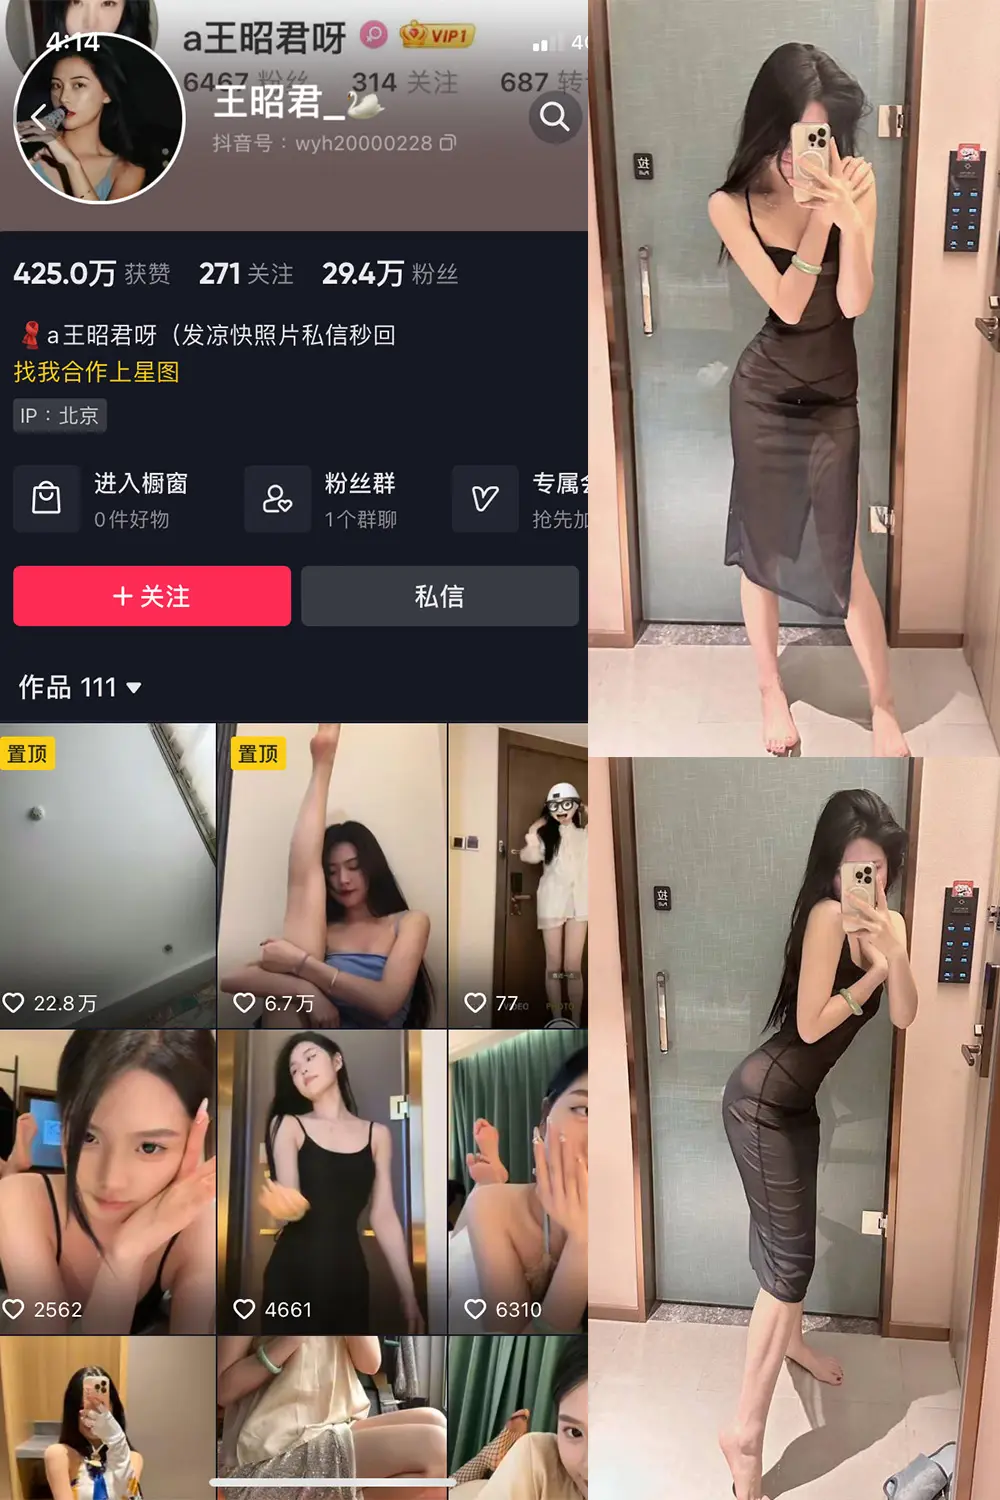 4:14
a王昭君呀
VIP1
6467 粉丝 314 关注 687
王昭君_
抖音号：wyh20000228
425.0万 获赞 271 关注 29.4万 粉丝
a王昭君呀（发凉快照片私信秒回
找我合作上星图
IP：北京
进入橱窗
0件好物
粉丝群
1个群聊
抢先加
+ 关注
私信
作品 111
置顶
置顶
22.8万
6.7万
77
VIDEO PHOTO
2562
4661
6310